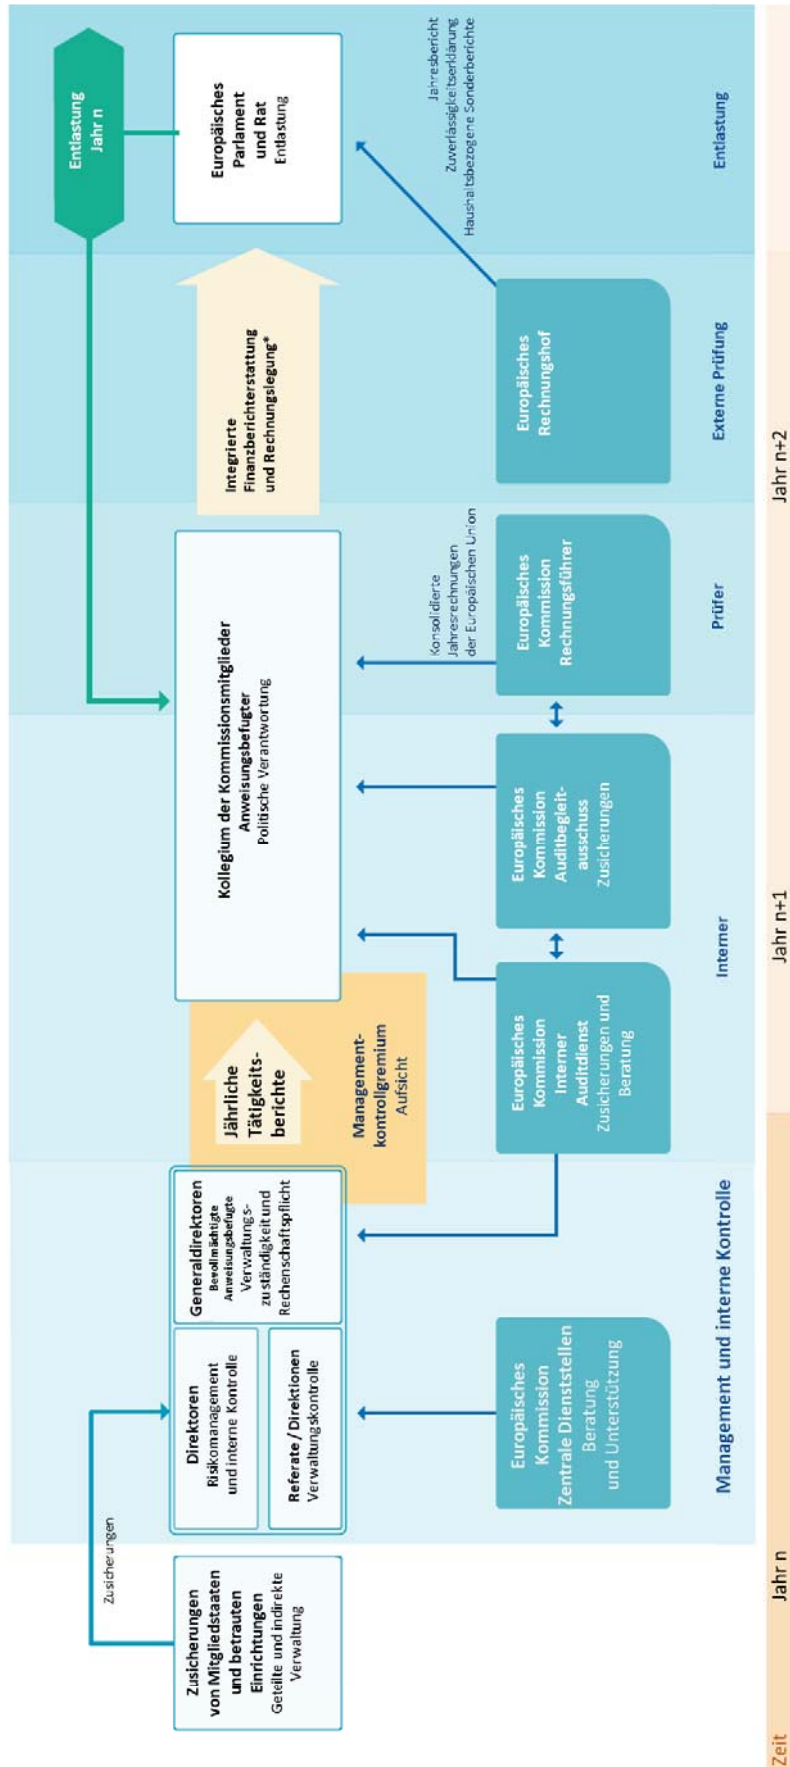 Zusicherungen
von Mitgliedstaaten
und betrauten
Einrichtungen
Geteilte und indirekte
Verwaltung
Zusicherungen
Direktoren
Risikomanagement
und interne Kontrolle
Referate / Direktionen
Verwaltungskontrolle
Generaldirektoren
Bevollmächtigte
Anweisungsbefugte
Verwaltungs-
zuständigkeit und
Rechenschaftspflicht
Jährliche
Tätigkeits-
berichte
Management-
kontrollgremium
Aufsicht
Kollegium der Kommissionsmitglieder
Anweisungsbefugter
Politische Verantwortung
Integrierte
Finanzberichterstattung
und Rechnungslegung*
Europäisches
Parlament
und Rat
Entlastung
Entlastung
Jahr n
Europäisches
Kommission
Zentrale Dienststellen
Beratung
und Unterstützung
Europäisches
Kommission
Interner
Auditdienst
Zusicherungen und
Beratung
Europäisches
Kommission
Auditbegleit-
ausschuss
Zusicherungen
Konsolidierte
Jahresrechnungen
der Europäischen Union
Europäisches
Kommission
Rechnungsführer
Europäisches
Rechnungshof
Jahresbericht
Zuverlässigkeitserklärung
Haushaltsbezogene Sonderberichte
Management und interne Kontrolle
Interner
Prüfer
Externe Prüfung
Entlastung
Zeit
Jahr n
Jahr n+1
Jahr n+2